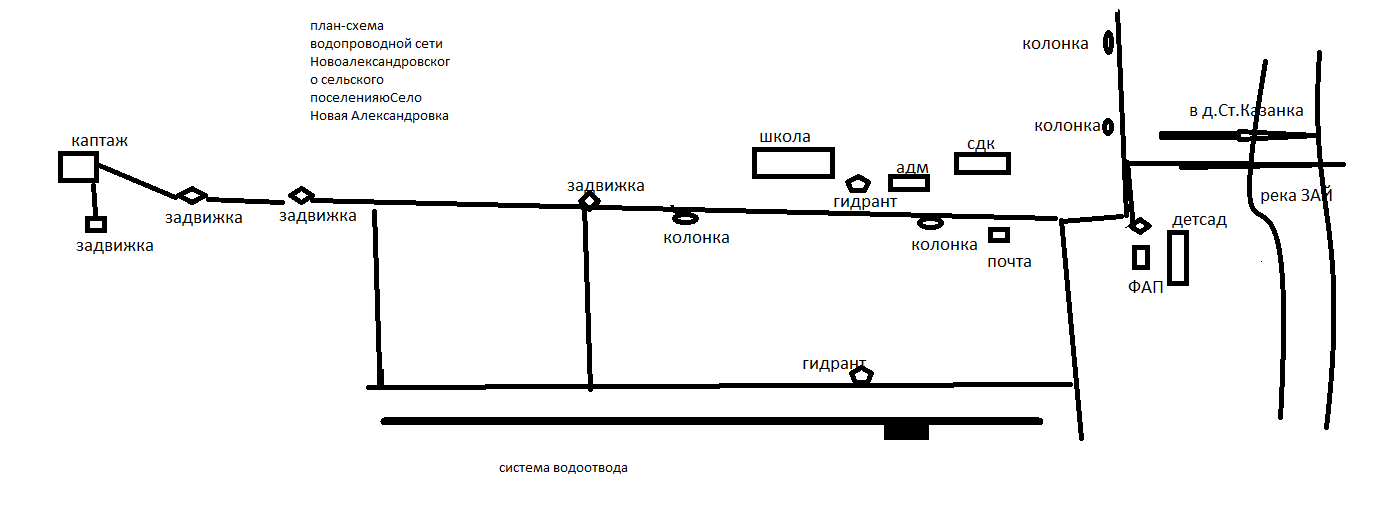 план-схема
водопроводной сети
Новоалександровског
о сельского
поселенияюСело
Новая Александровка
колонка
колонка
в д.Ст.Казанка
каптаж
школа
сдк
адм
задвижка
гидрант
река ЗАЙ
задвижка
задвижка
детсад
задвижка
колонка
колонка
почта
ФАП
гидрант
система водоотвода